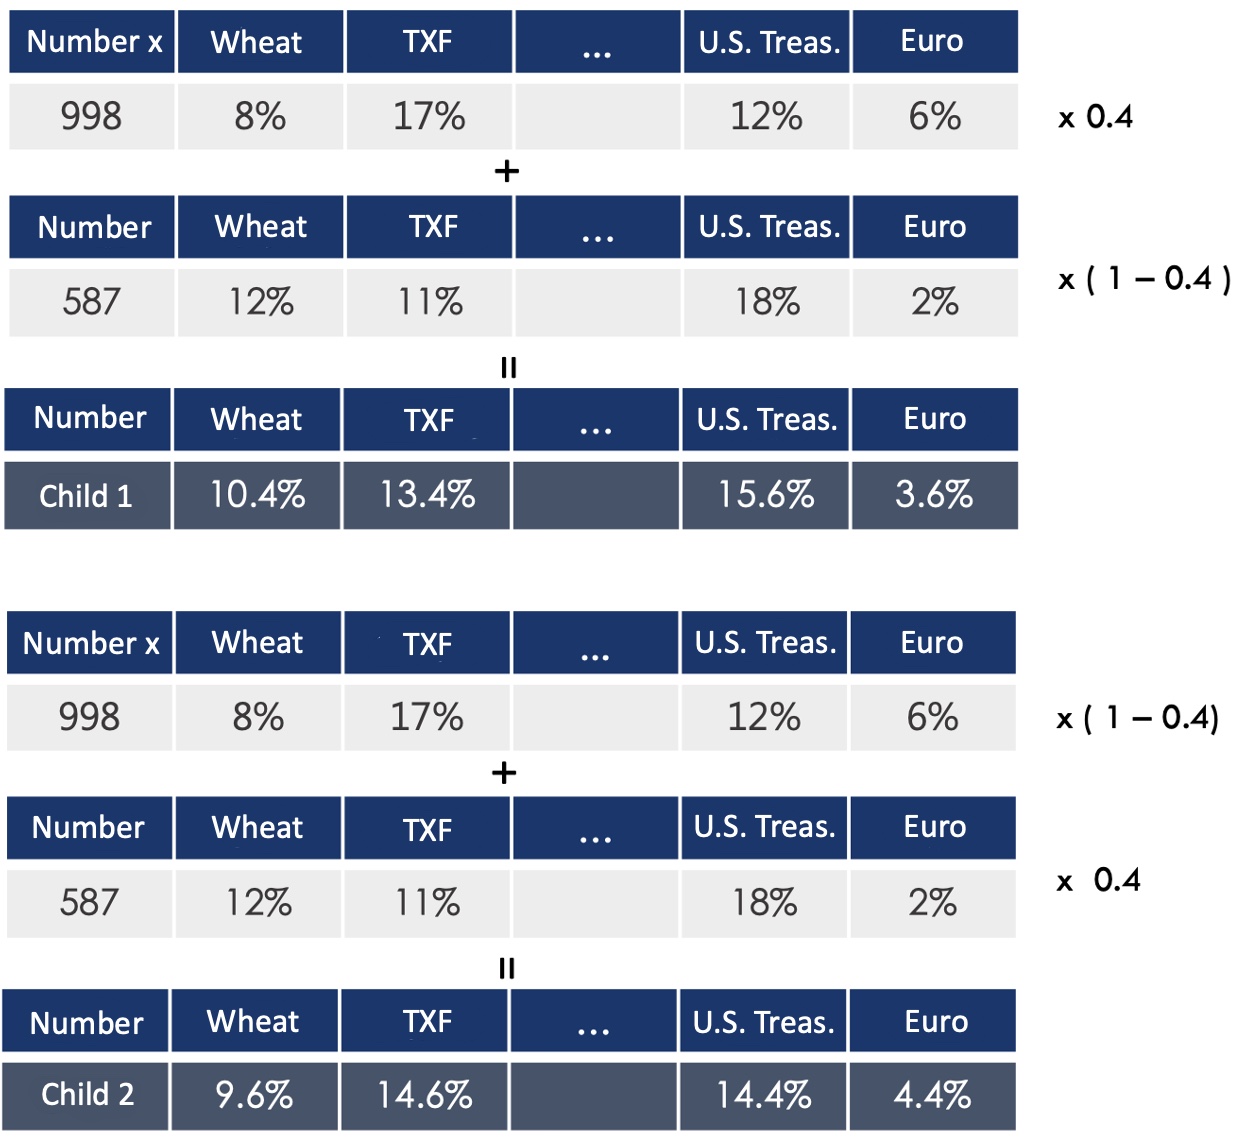 Number x Wheat TXF ... U.S. Treas. Euro
998 8% 17% 12% 6% x 0.4
+
Number Wheat TXF ... U.S. Treas. Euro
587 12% 11% 18% 2% x ( 1 – 0.4 )
=
Number Wheat TXF ... U.S. Treas. Euro
Child 1 10.4% 13.4% 15.6% 3.6%
Number x Wheat TXF ... U.S. Treas. Euro
998 8% 17% 12% 6% x ( 1 – 0.4)
+
Number Wheat TXF ... U.S. Treas. Euro
587 12% 11% 18% 2% x 0.4
=
Number Wheat TXF ... U.S. Treas. Euro
Child 2 9.6% 14.6% 14.4% 4.4%